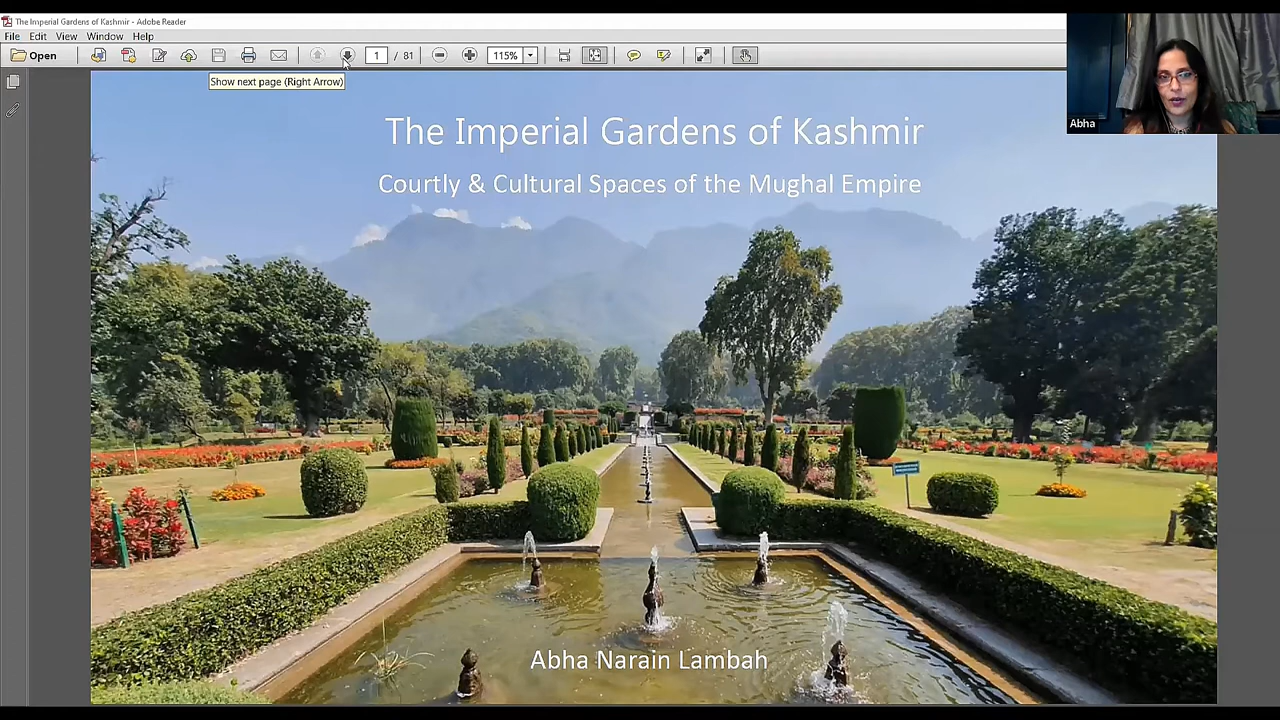 The Imperial Gardens of Kashmir - Adobe Reader
File Edit View Window Help
Open
1 / 81
115%
Show next page (Right Arrow)
Abha
The Imperial Gardens of Kashmir
Courtly & Cultural Spaces of the Mughal Empire
Abha Narain Lambah